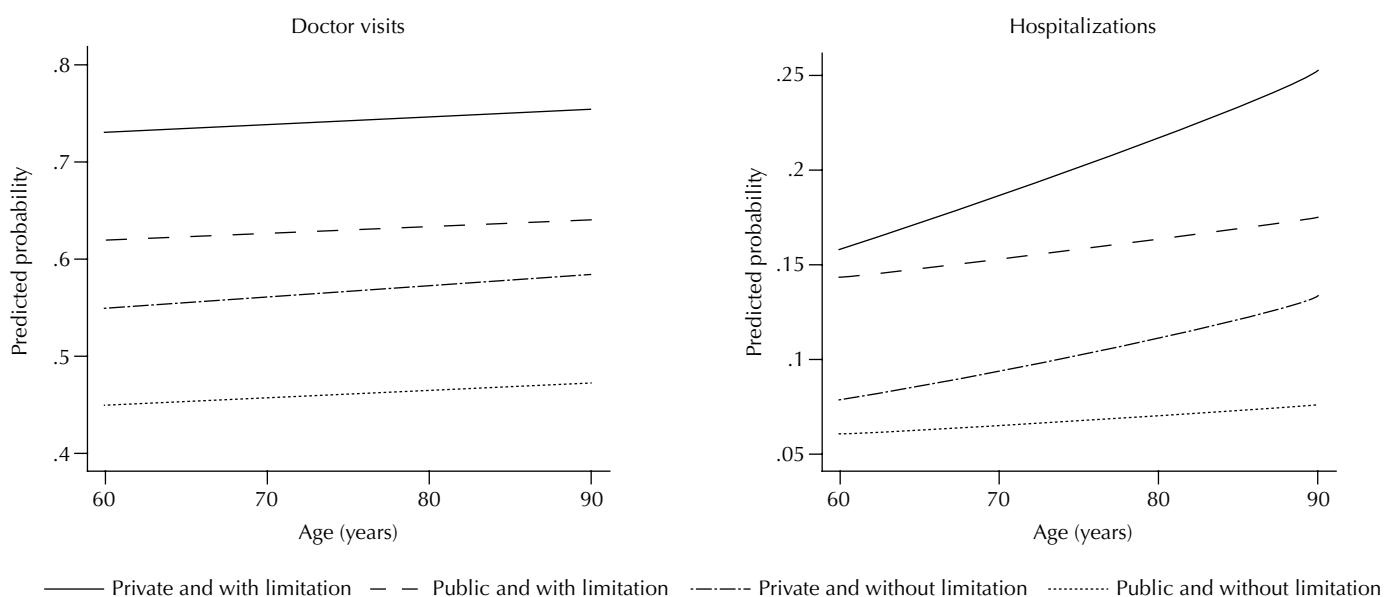 Doctor visits
Predicted probability
.8
.7
.6
.5
.4
60 70 80 90
Age (years)
Hospitalizations
Predicted probability
.25
.2
.15
.1
.05
60 70 80 90
Age (years)
Private and with limitation Public and with limitation Private and without limitation Public and without limitation